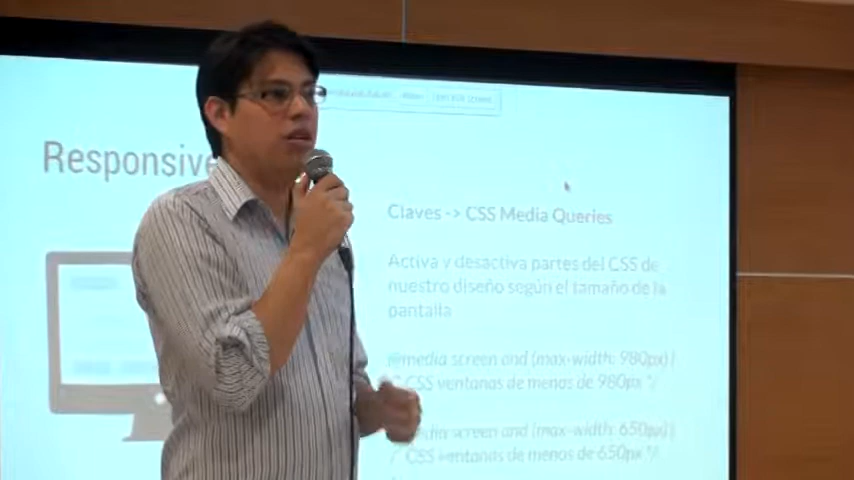 Responsive
Claves -> CSS Media Queries
Activa y desactiva partes del CSS de
nuestro diseño según el tamaño de la
pantalla
@media screen and (max-width: 980px){
/* CSS ventanas de menos de 980px */
screen and (max-width: 650px){
/* CSS ventanas de menos de 650px */